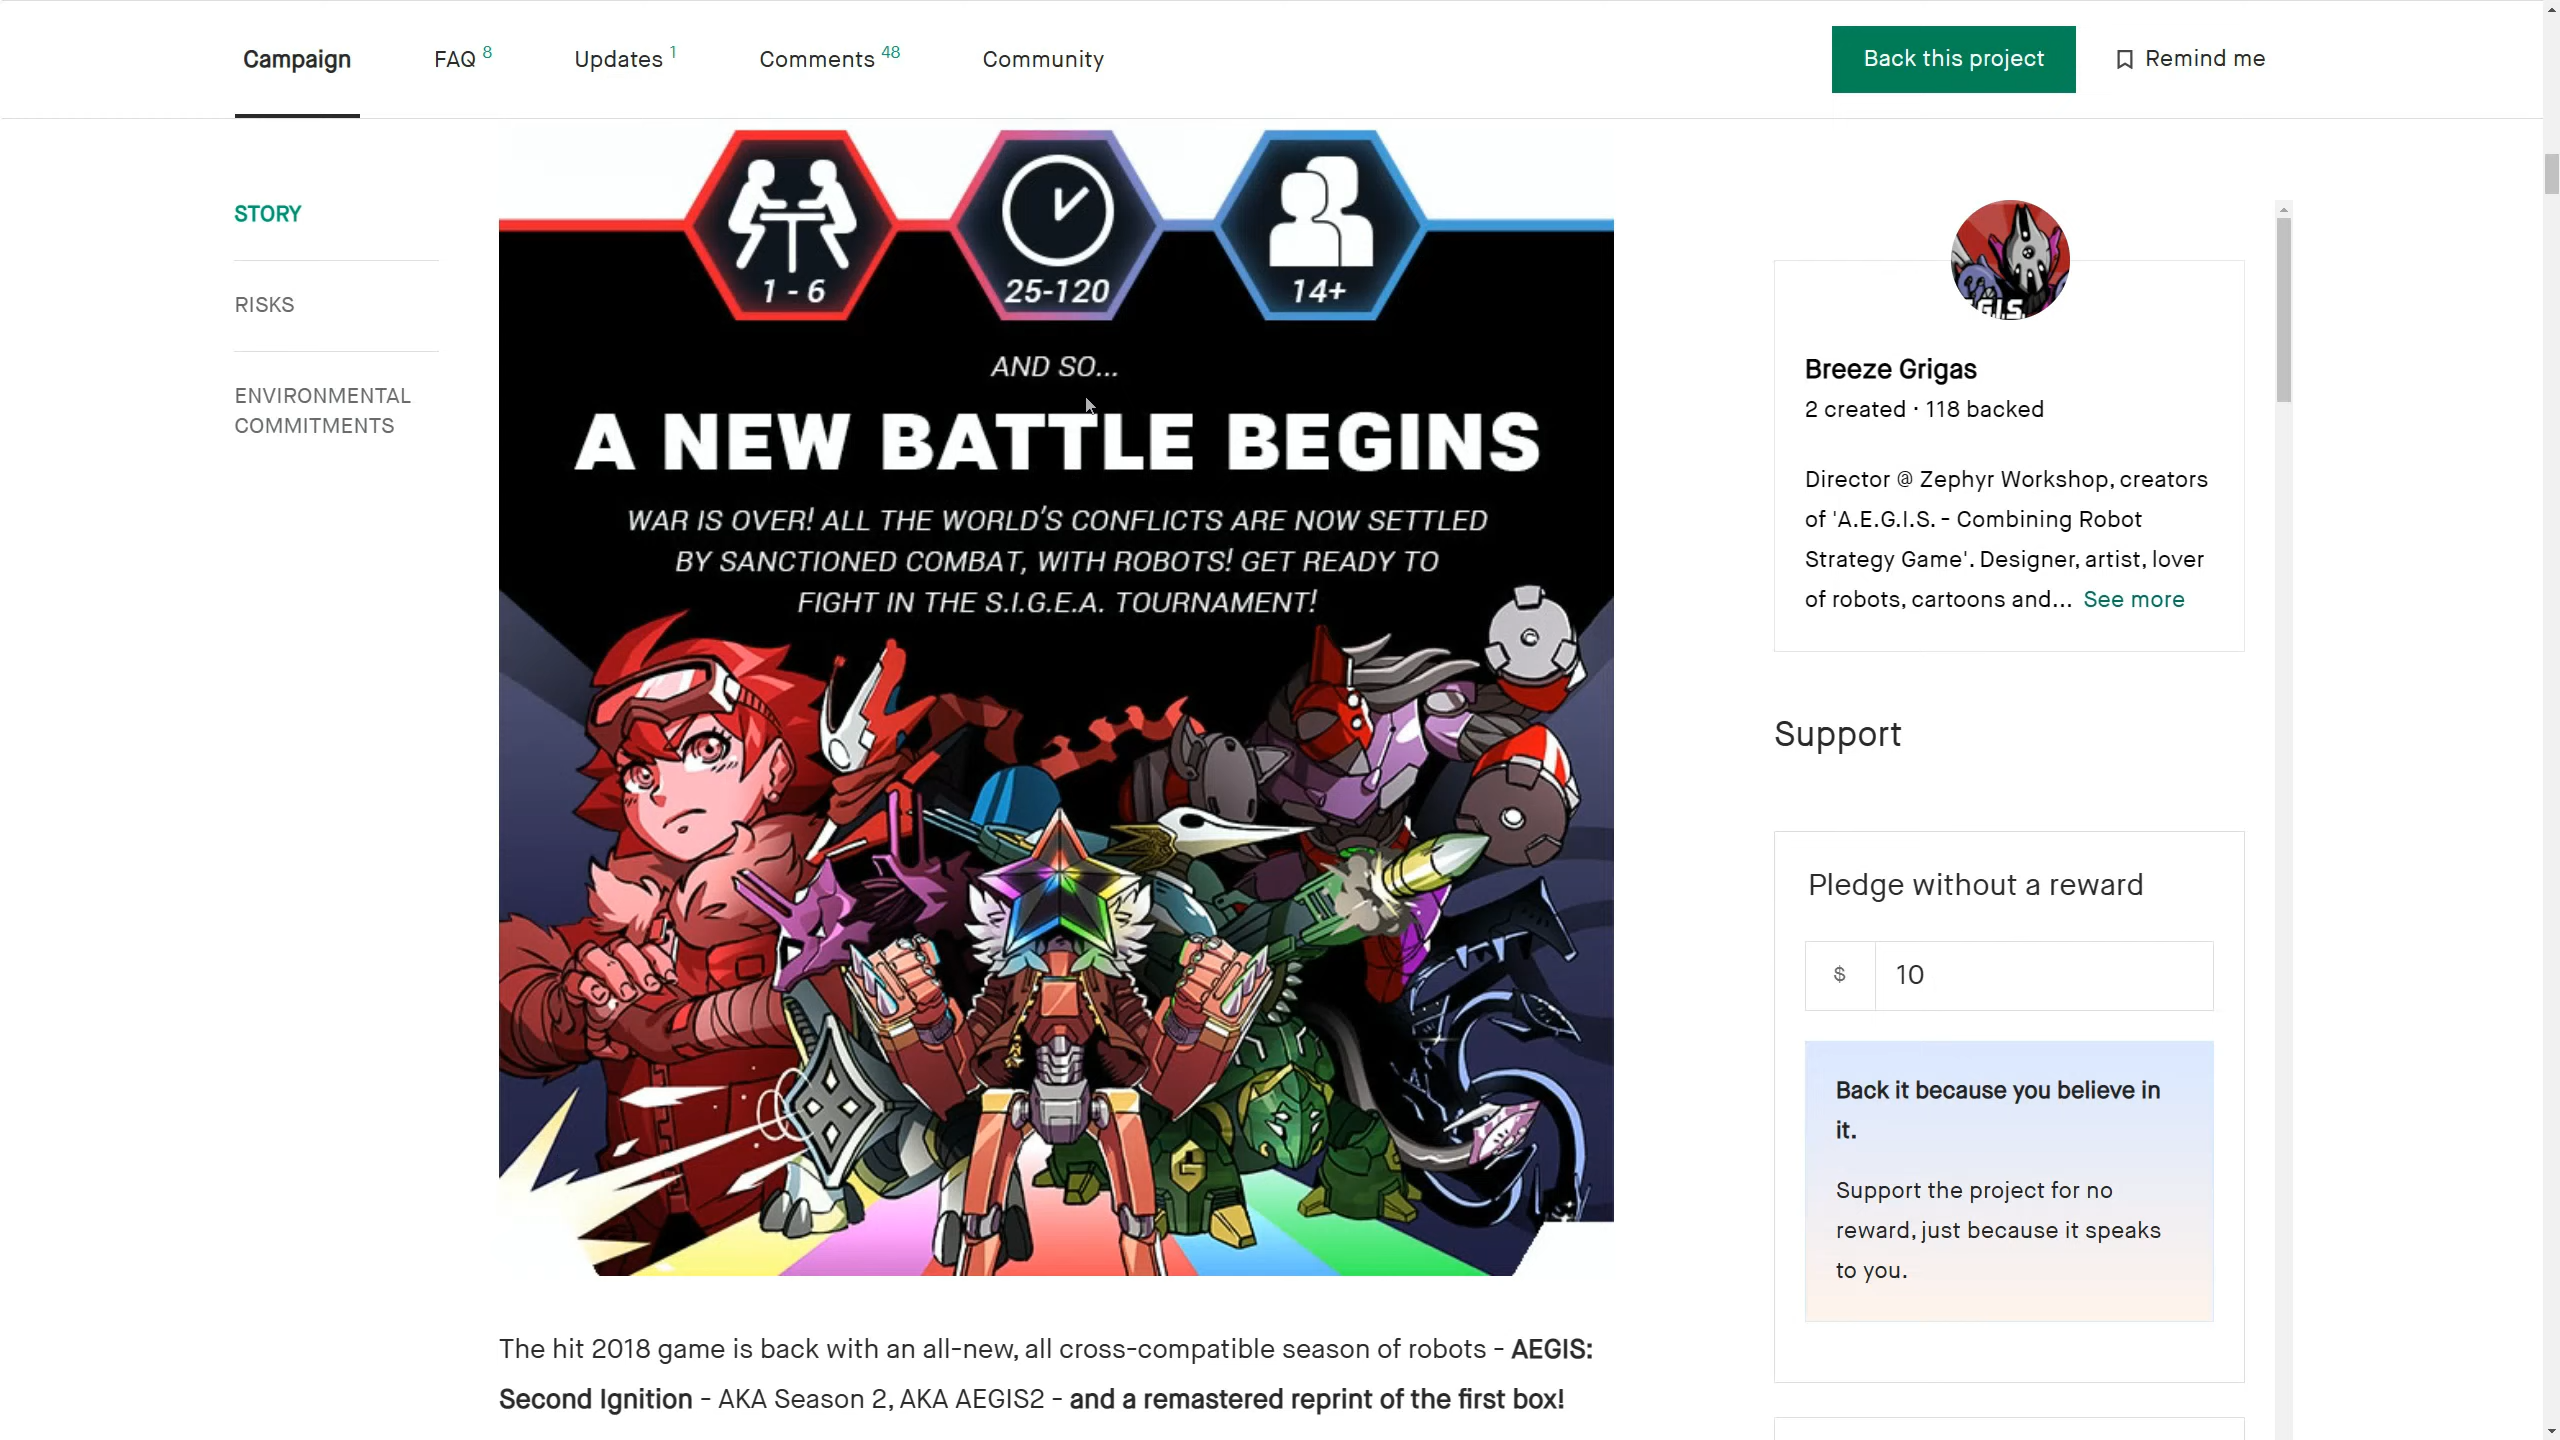 Campaign
FAQ 8
Updates 1
Comments 48
Community
Back this project
Remind me
STORY
RISKS
ENVIRONMENTAL
COMMITMENTS
1 - 6
25-120
14+
AND SO...
A NEW BATTLE BEGINS
WAR IS OVER! ALL THE WORLD'S CONFLICTS ARE NOW SETTLED
BY SANCTIONED COMBAT, WITH ROBOTS! GET READY TO
FIGHT IN THE S.I.G.E.A. TOURNAMENT!
The hit 2018 game is back with an all-new, all cross-compatible season of robots - AEGIS:
Second Ignition - AKA Season 2, AKA AEGIS2 - and a remastered reprint of the first box!
Breeze Grigas
2 created · 118 backed
Director @ Zephyr Workshop, creators
of 'A.E.G.I.S. - Combining Robot
Strategy Game'. Designer, artist, lover
of robots, cartoons and... See more
Support
Pledge without a reward
$ 10
Back it because you believe in
it.
Support the project for no
reward, just because it speaks
to you.